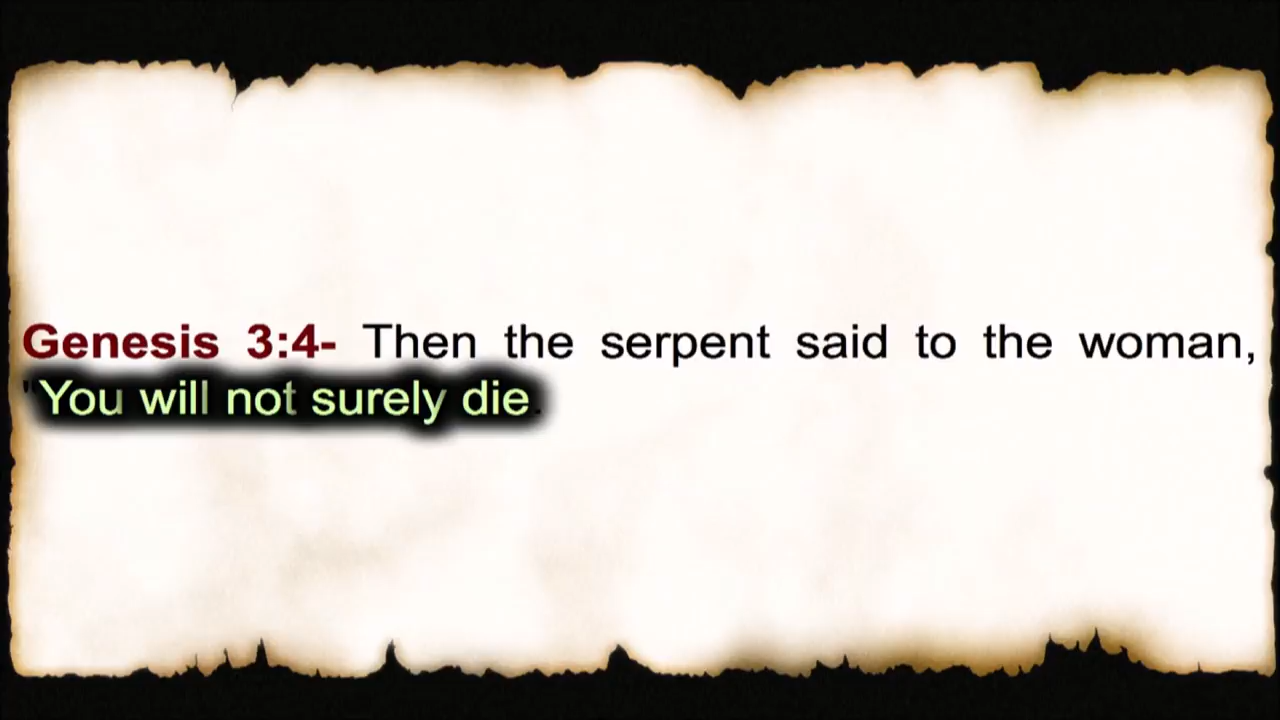 Genesis 3:4- Then the serpent said to the woman,
"You will not surely die.